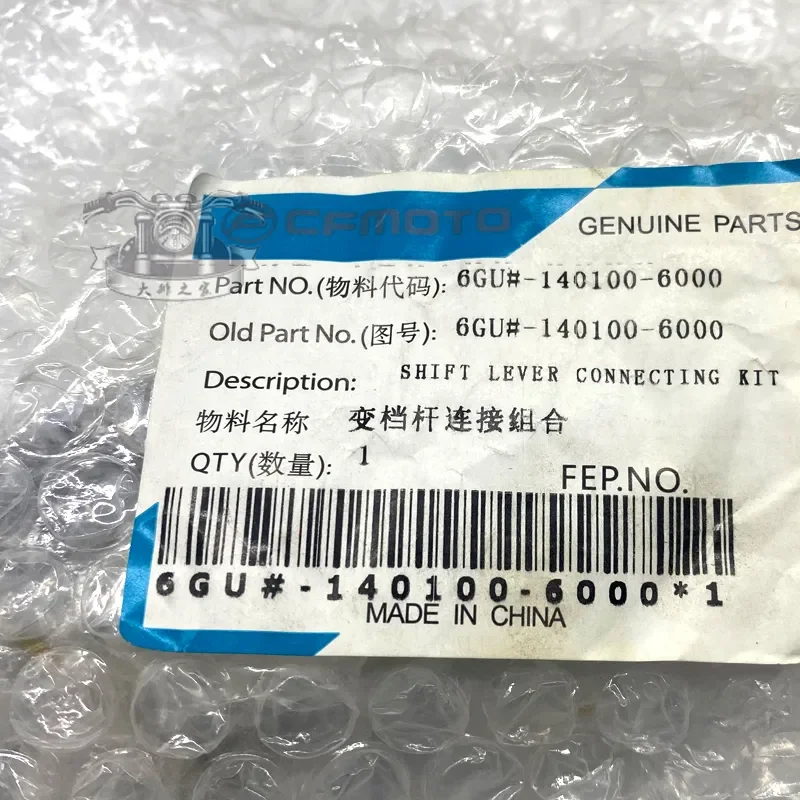 CFMOTO
GENUINE PARTS
大排之家
Part NO.(物料代码): 6GU#-140100-6000
Old Part No.(图号): 6GU#-140100-6000
Description: SHIFT LEVER CONNECTING KIT
物料名称 变档杆连接组合
QTY(数量): 1
FEP.NO.
6GU#-140100-6000*1
MADE IN CHINA